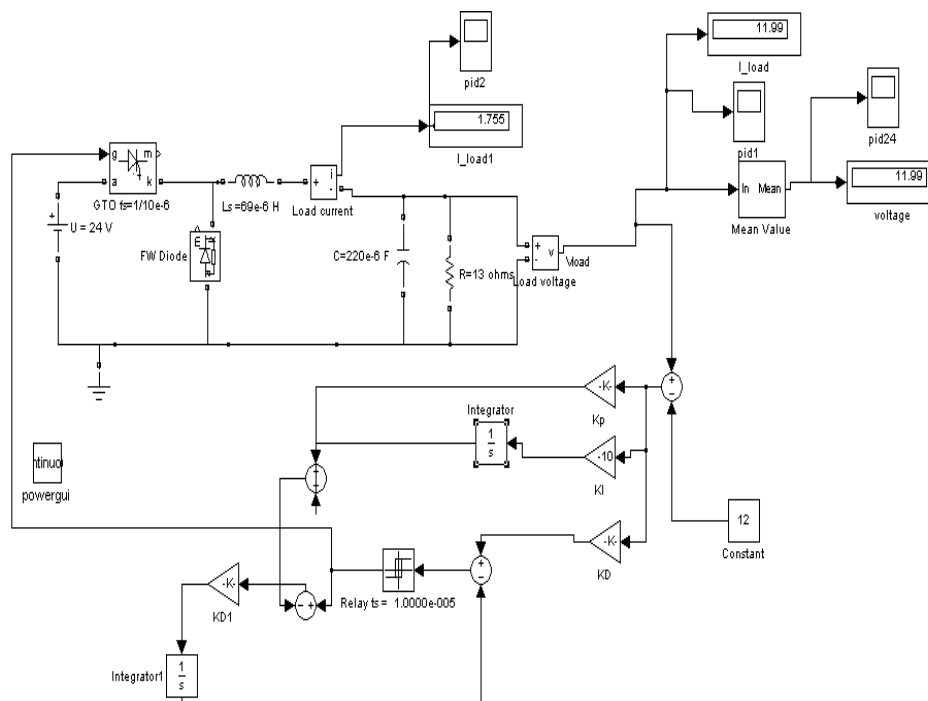 11.99
I_load
pid2
1.755
I_load1
pid1
pid24
In Mean
Mean Value
11.99
voltage
g m
a k
GTO fs=1/10e-6
Ls=69e-6 H
+ i
-
Load current
+
U = 24 V
E
FW Diode
C=220e-6 F
R=13 ohms
+
- v
Vload
Load voltage
+
−
-K-
Kp
Integrator
1
s
-10
KI
ntinuo
powergui
12
Constant
-K-
KD
+
−
Relay ts = 1.0000e-005
-K-
KD1
− +
Integrator1
1
s